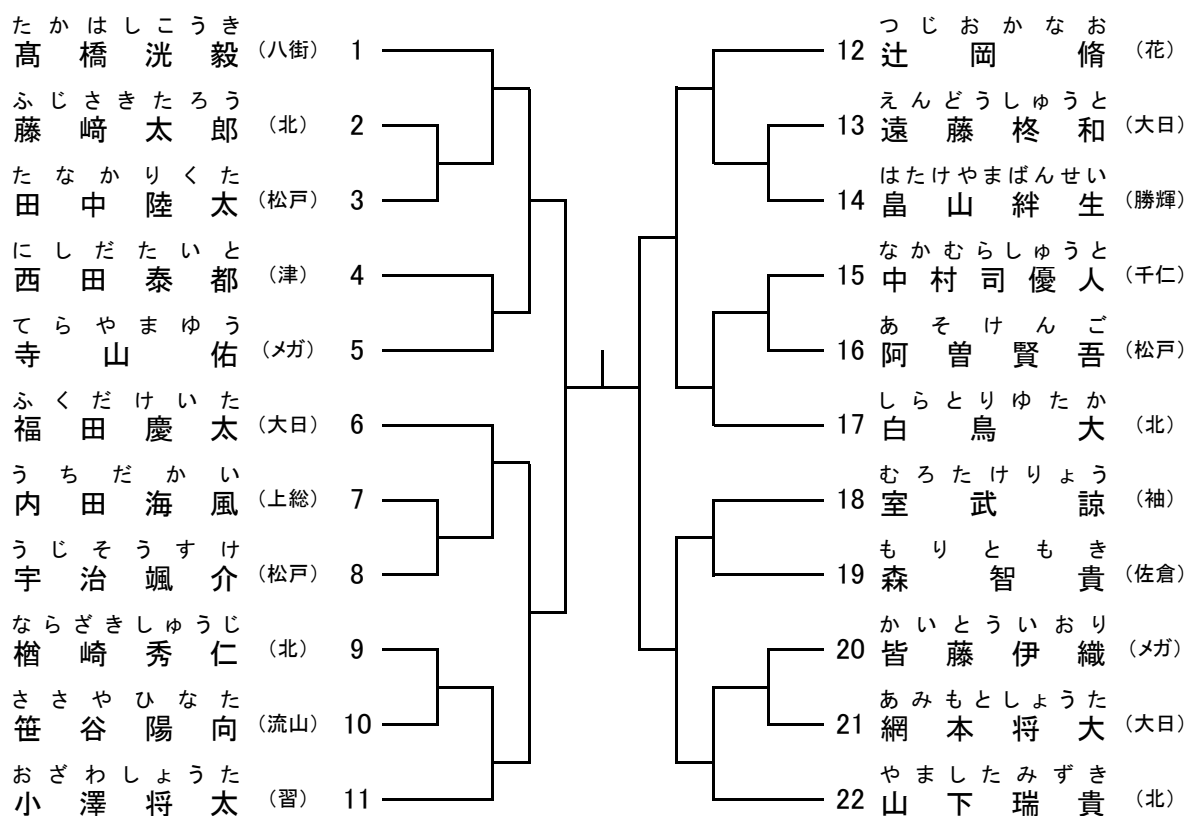 たかはしこうき
髙橋洸毅 (八街) 1
ふじさきたろう
藤﨑太郎 (北) 2
たなかりくた
田中陸太 (松戸) 3
にしだたいと
西田泰都 (津) 4
てらやまゆう
寺山佑 (メガ) 5
ふくだけいた
福田慶太 (大日) 6
うちだかい
内田海風 (上総) 7
うじそうすけ
宇治颯介 (松戸) 8
ならざきしゅうじ
楢崎秀仁 (北) 9
ささやひなた
笹谷陽向 (流山) 10
おざわしょうた
小澤将太 (習) 11
つじおかなお
12 辻岡脩 (花)
えんどうしゅうと
13 遠藤柊和 (大日)
はたけやまばんせい
14 畠山絆生 (勝輝)
なかむらしゅうと
15 中村司優人 (千仁)
あそけんご
16 阿曽賢吾 (松戸)
しらとりゆたか
17 白鳥大 (北)
むろたけりょう
18 室武諒 (袖)
もりともき
19 森智貴 (佐倉)
かいとういおり
20 皆藤伊織 (メガ)
あみもとしょうた
21 網本将大 (大日)
やましたみずき
22 山下瑞貴 (北)